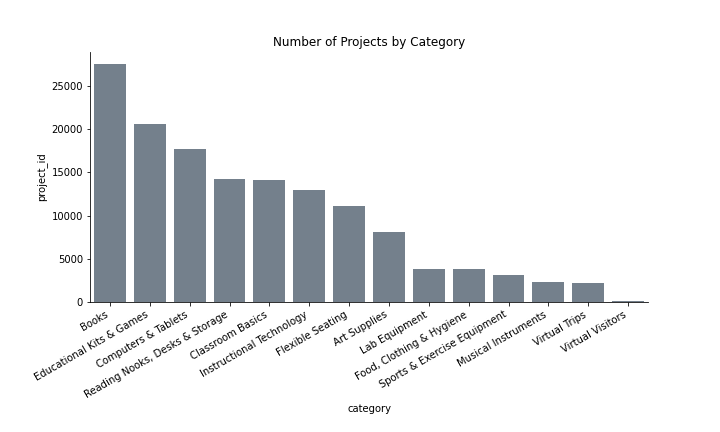 Number of Projects by Category
project_id
25000
20000
15000
10000
5000
0
Books
Educational Kits & Games
Computers & Tablets
Reading Nooks, Desks & Storage
Classroom Basics
Instructional Technology
Flexible Seating
Art Supplies
Lab Equipment
Food, Clothing & Hygiene
Sports & Exercise Equipment
Musical Instruments
Virtual Trips
Virtual Visitors
category